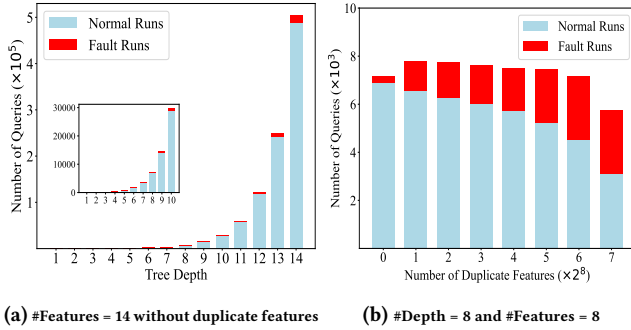 Normal Runs
Fault Runs
Number of Queries (×10⁵)
5
4
3
2
1
30000
20000
10000
0
1 2 3 4 5 6 7 8 9 10
1 2 3 4 5 6 7 8 9 10 11 12 13 14
Tree Depth
(a) #Features = 14 without duplicate features
Normal Runs
Fault Runs
Number of Queries (×10³)
10
6
3
0
0 1 2 3 4 5 6 7
Number of Duplicate Features (×2⁸)
(b) #Depth = 8 and #Features = 8